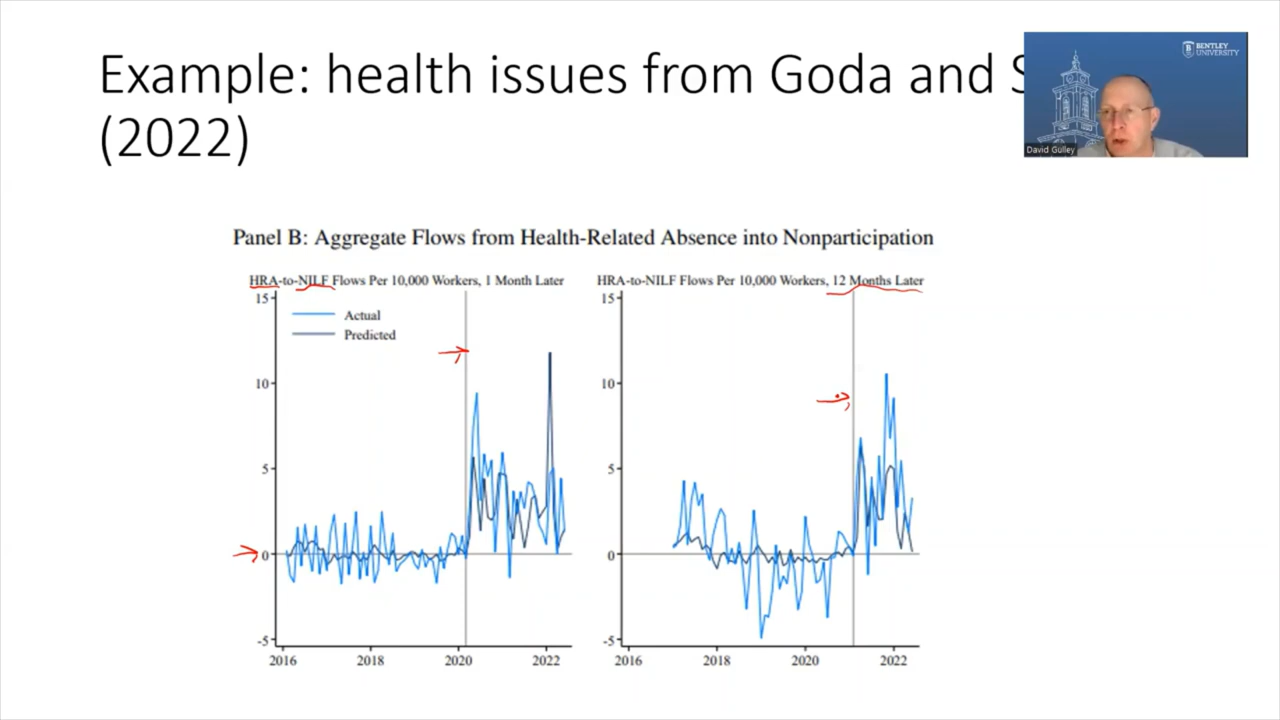 Example: health issues from Goda and
(2022)
BENTLEY
UNIVERSITY
David Gulley
Panel B: Aggregate Flows from Health-Related Absence into Nonparticipation
HRA-to-NILF Flows Per 10,000 Workers, 1 Month Later
15
10
5
0
-5
Actual
Predicted
2016 2018 2020 2022
HRA-to-NILF Flows Per 10,000 Workers, 12 Months Later
15
10
5
0
-5
2016 2018 2020 2022